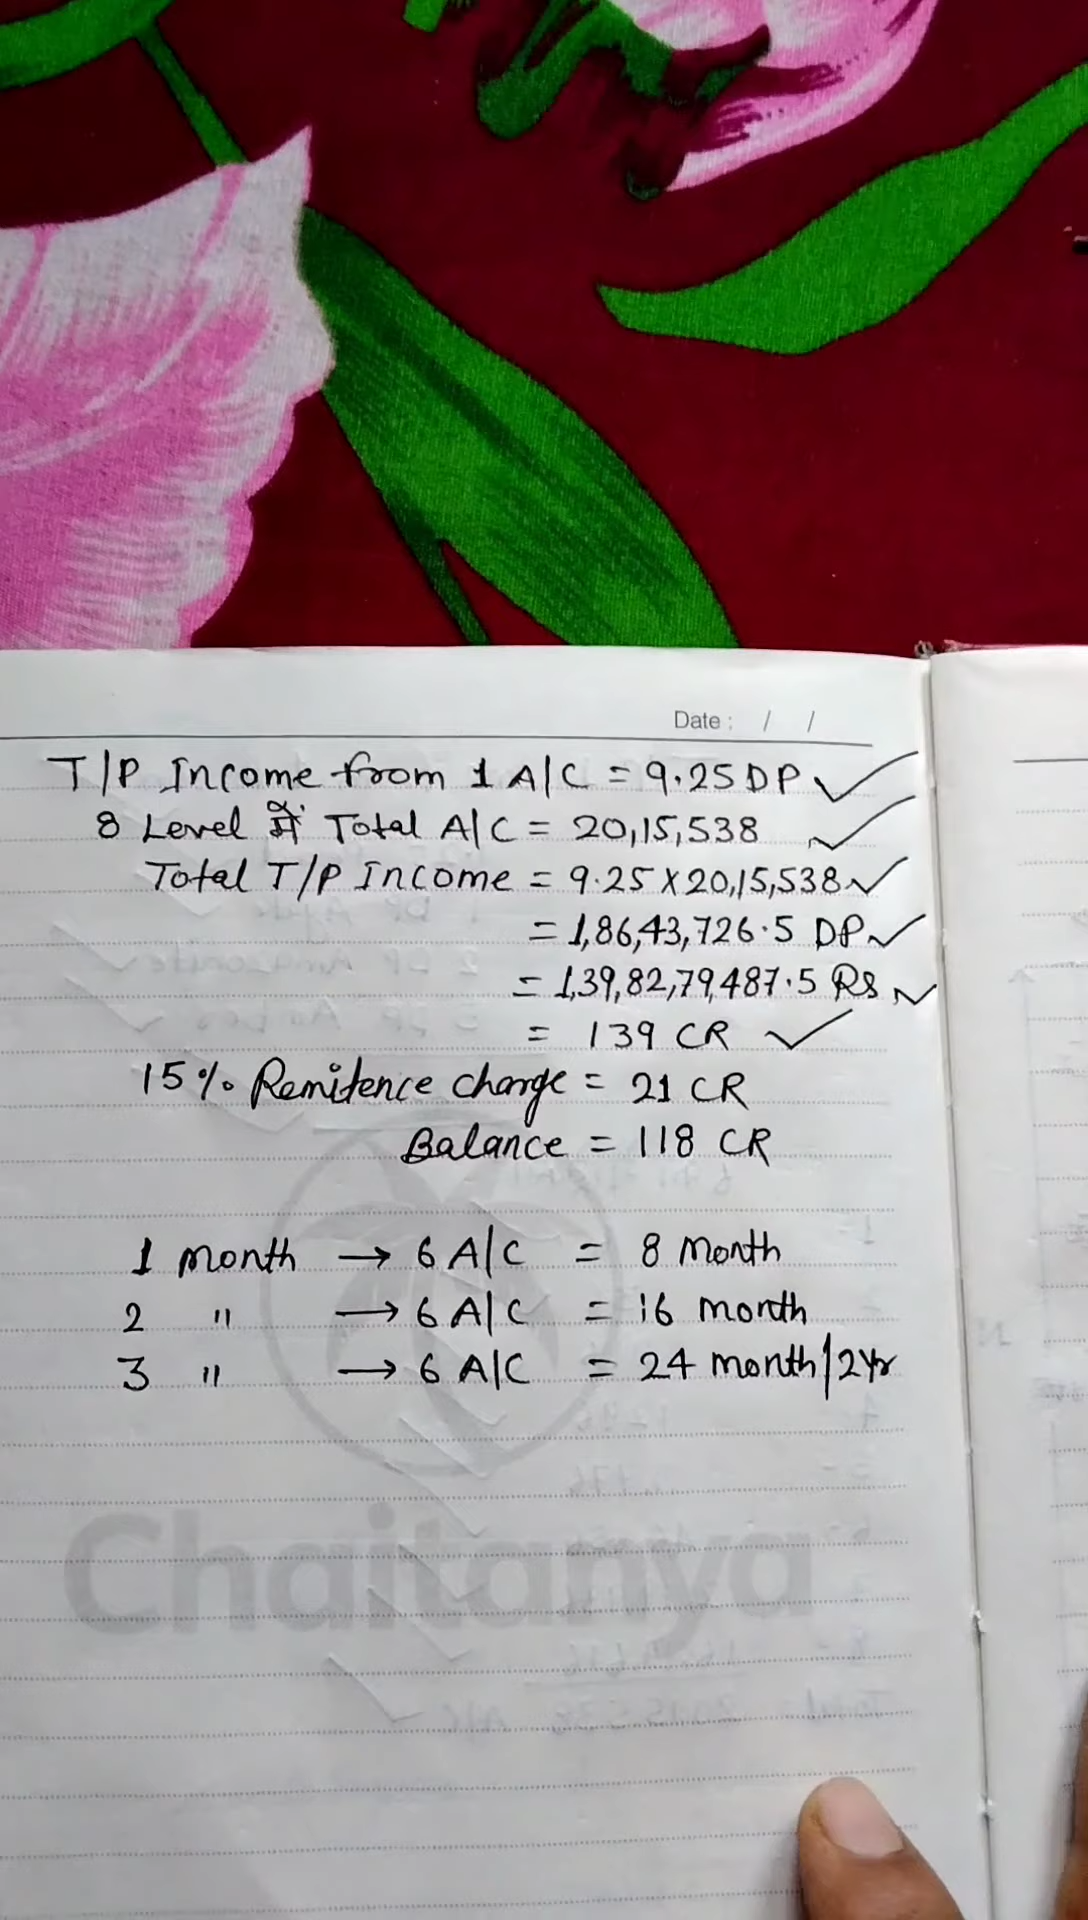 Date : / /
T/P Income from 1 A/C = 9.25 DP
8 Level में Total A/C = 20,15,538
Total T/P Income = 9.25 X 20,15,538
= 1,86,43,726.5 DP
= 1,39,82,79,487.5 Rs
= 139 CR
15% Remitence charge = 21 CR
Balance = 118 CR
1 month → 6 A/C = 8 month
2 " → 6 A/C = 16 month
3 " → 6 A/C = 24 month/2Yr
Chaitanya